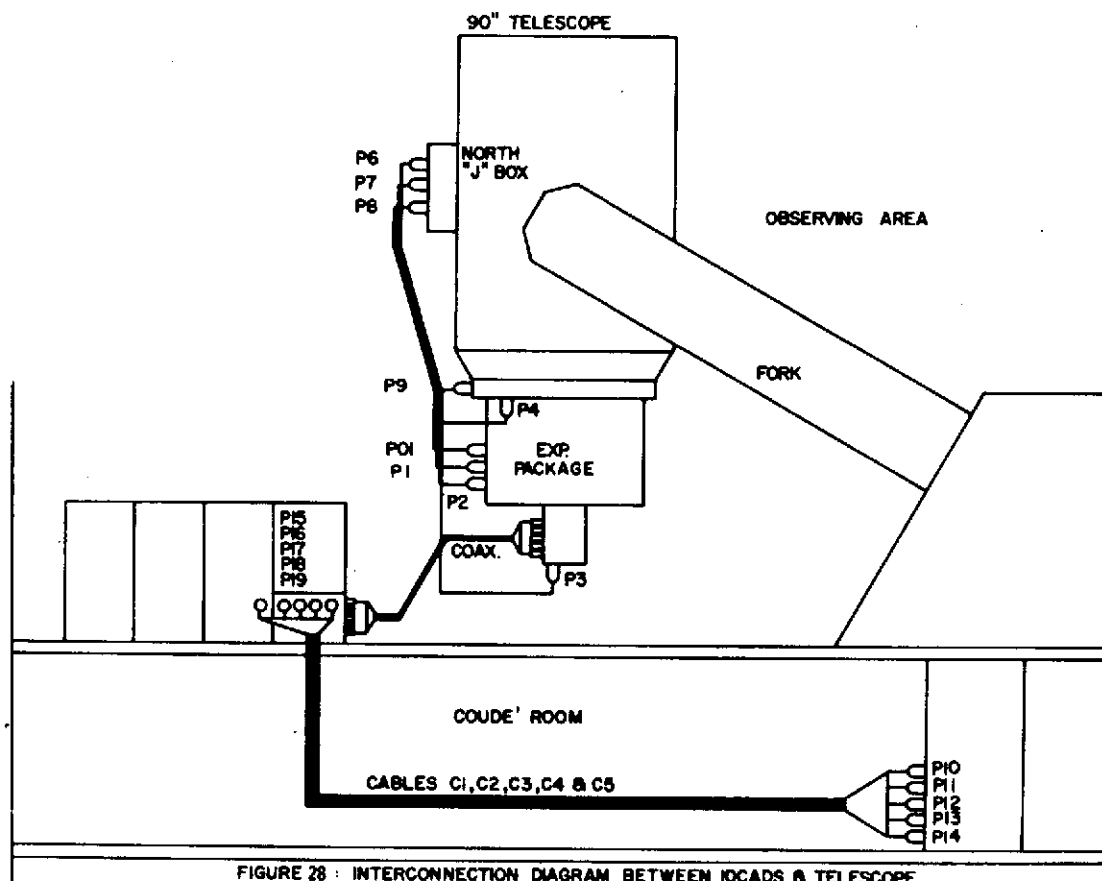 90" TELESCOPE
P6
P7
P8
NORTH
"J" BOX
OBSERVING AREA
FORK
P9
P4
P01
P1
P2
EXP.
PACKAGE
P15
P16
P17
P18
P19
COAX.
P3
COUDE' ROOM
CABLES C1, C2, C3, C4 & C5
P10
P11
P12
P13
P14
FIGURE 28 : INTERCONNECTION DIAGRAM BETWEEN IOCADS & TELESCOPE